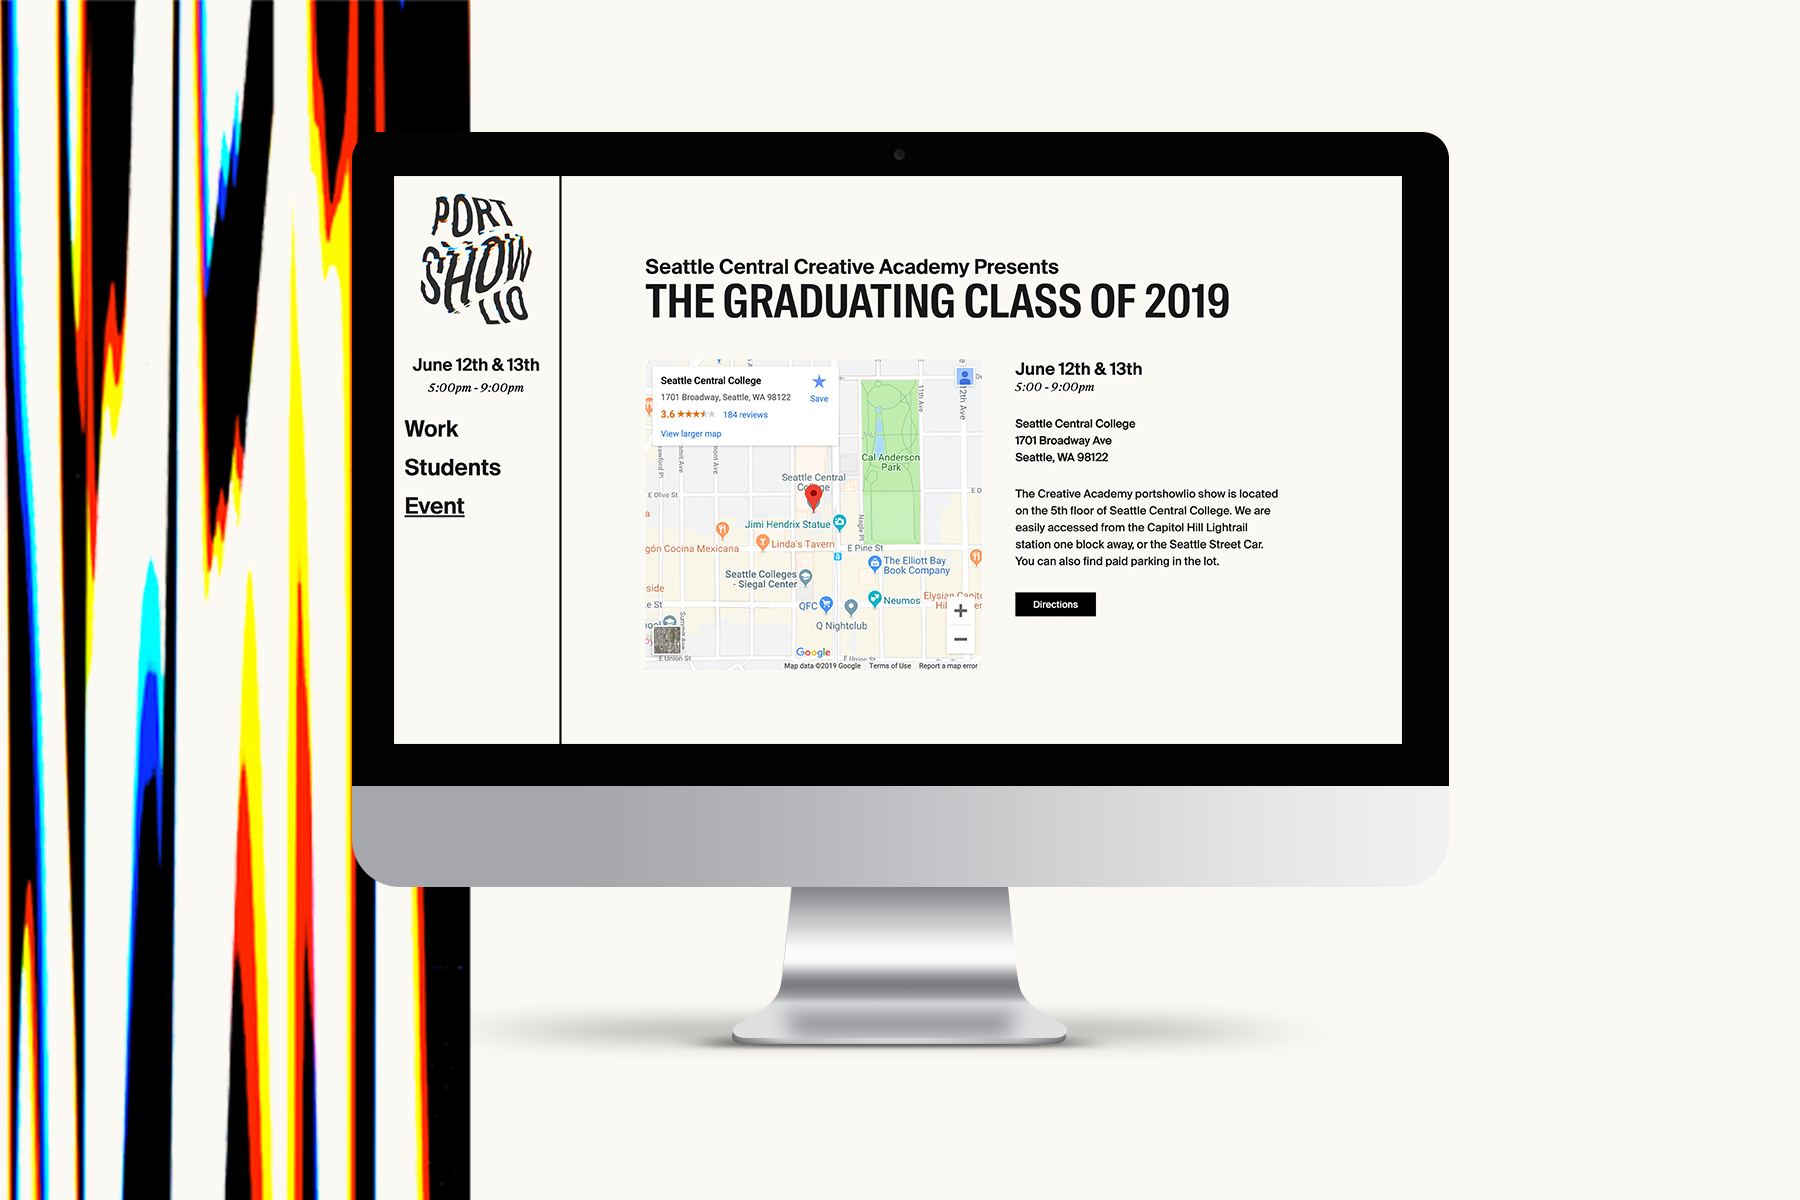 PORT
SHOW
LIO
June 12th & 13th
5:00pm - 9:00pm
Work
Students
Event
Seattle Central Creative Academy Presents
THE GRADUATING CLASS OF 2019
Seattle Central College
1701 Broadway, Seattle, WA 98122
3.6
184 reviews
View larger map
Save
11th Ave
12th Ave
Cal Anderson
Park
Seattle Central
College
E Olive St
Jimi Hendrix Statue
Nagle Pl
gón Cocina Mexicana
Linda's Tavern
E Pine St
The Elliott Bay
Book Company
Seattle Colleges
- Siegal Center
side
QFC
Neumos
Elysian Capito
Q Nightclub
e St
E Union St
E Union St
Google
Map data ©2019 Google
Terms of Use
Report a map error
June 12th & 13th
5:00 - 9:00pm
Seattle Central College
1701 Broadway Ave
Seattle, WA 98122
The Creative Academy portshowlio show is located
on the 5th floor of Seattle Central College. We are
easily accessed from the Capitol Hill Lightrail
station one block away, or the Seattle Street Car.
You can also find paid parking in the lot.
Directions